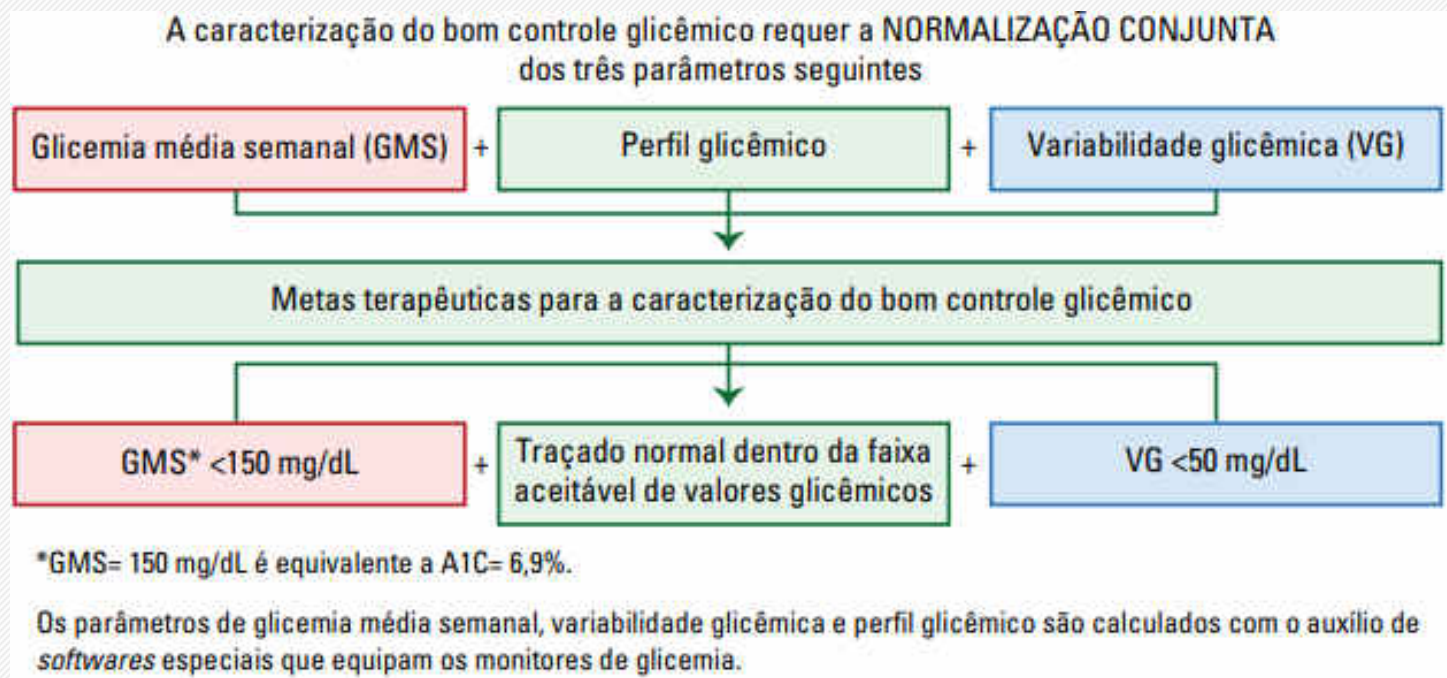 A caracterização do bom controle glicêmico requer a NORMALIZAÇÃO CONJUNTA
dos três parâmetros seguintes
Glicemia média semanal (GMS) + Perfil glicêmico + Variabilidade glicêmica (VG)
Metas terapêuticas para a caracterização do bom controle glicêmico
GMS* <150 mg/dL + Traçado normal dentro da faixa
aceitável de valores glicêmicos + VG <50 mg/dL
*GMS= 150 mg/dL é equivalente a A1C= 6,9%.
Os parâmetros de glicemia média semanal, variabilidade glicêmica e perfil glicêmico são calculados com o auxílio de
softwares especiais que equipam os monitores de glicemia.